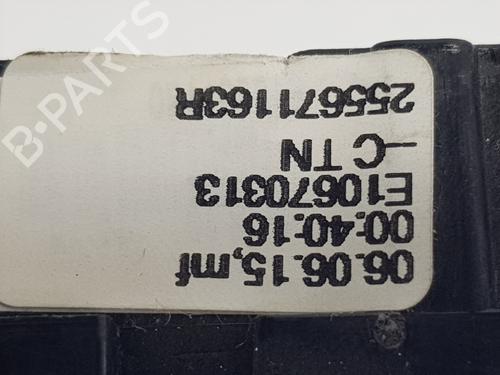 06.06.15,mf
00:40:16
E10670313
-C TN
255671163R
B-PARTS